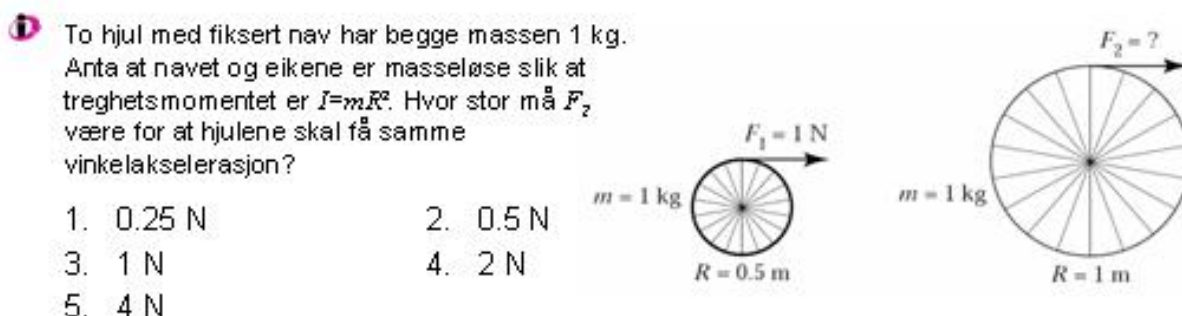 To hjul med fiksert nav har begge massen 1 kg.
Anta at navet og eikene er masseløse slik at
treghetsmomentet er I=mR². Hvor stor må F₂
være for at hjulene skal få samme
vinkelakselerasjon?
1. 0.25 N
2. 0.5 N
3. 1 N
4. 2 N
5. 4 N
F₁ = 1 N
m = 1 kg
R = 0.5 m
F₂ = ?
m = 1 kg
R = 1 m